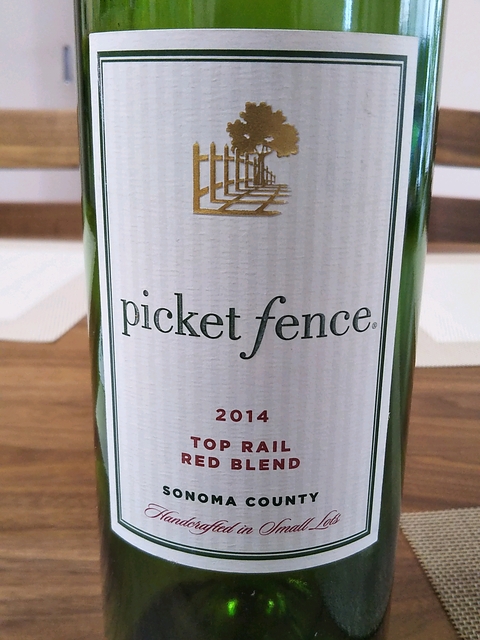 picket fence®
2014
TOP RAIL
RED BLEND
SONOMA COUNTY
Handcrafted in Small Lots